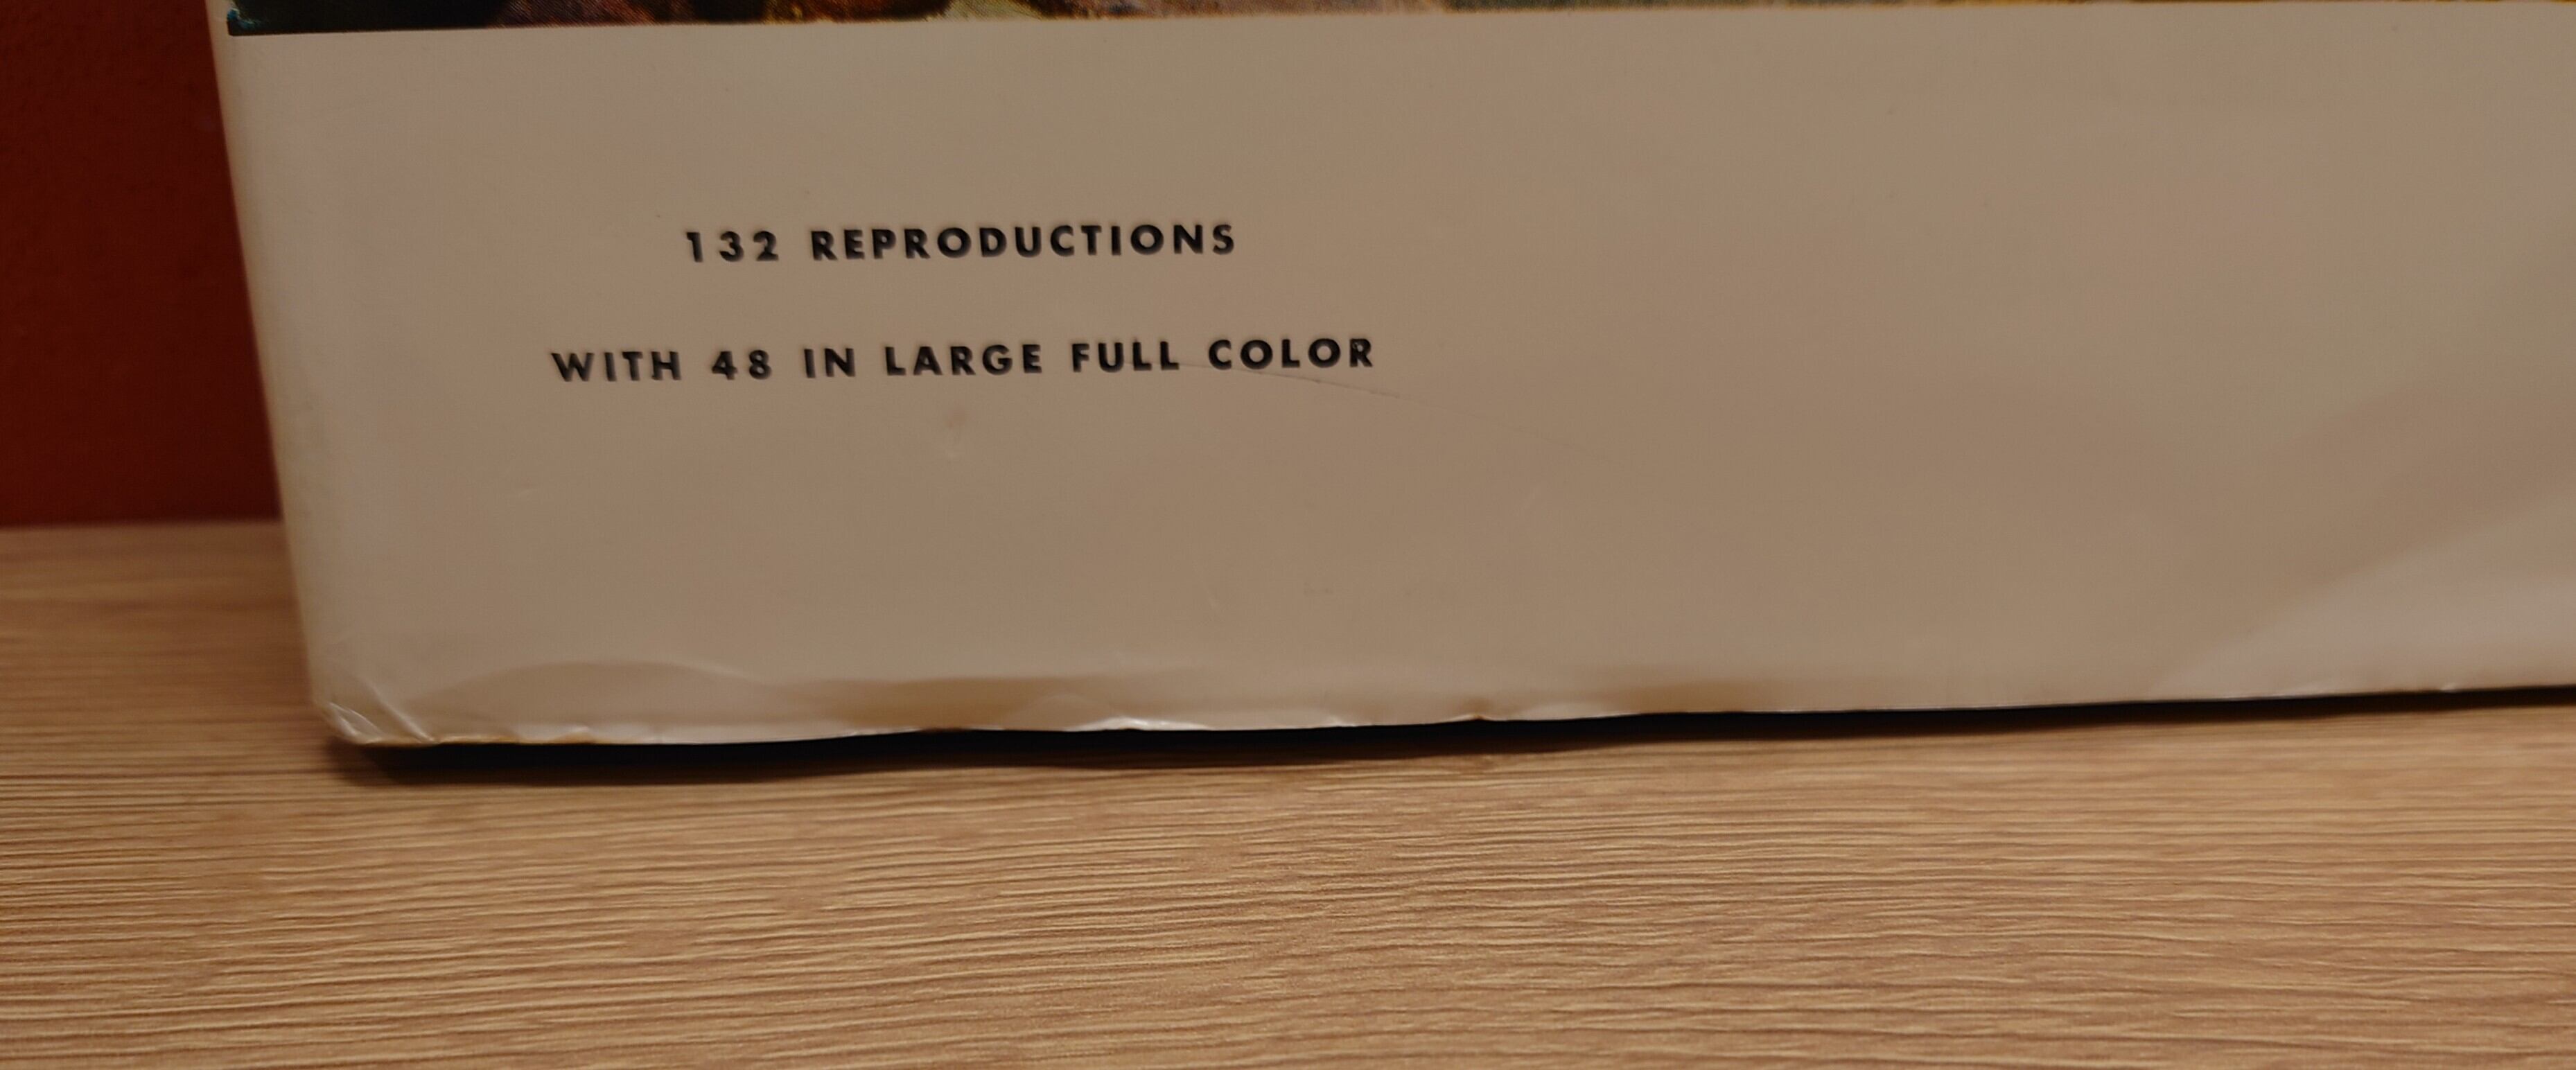 132 REPRODUCTIONS
WITH 48 IN LARGE FULL COLOR